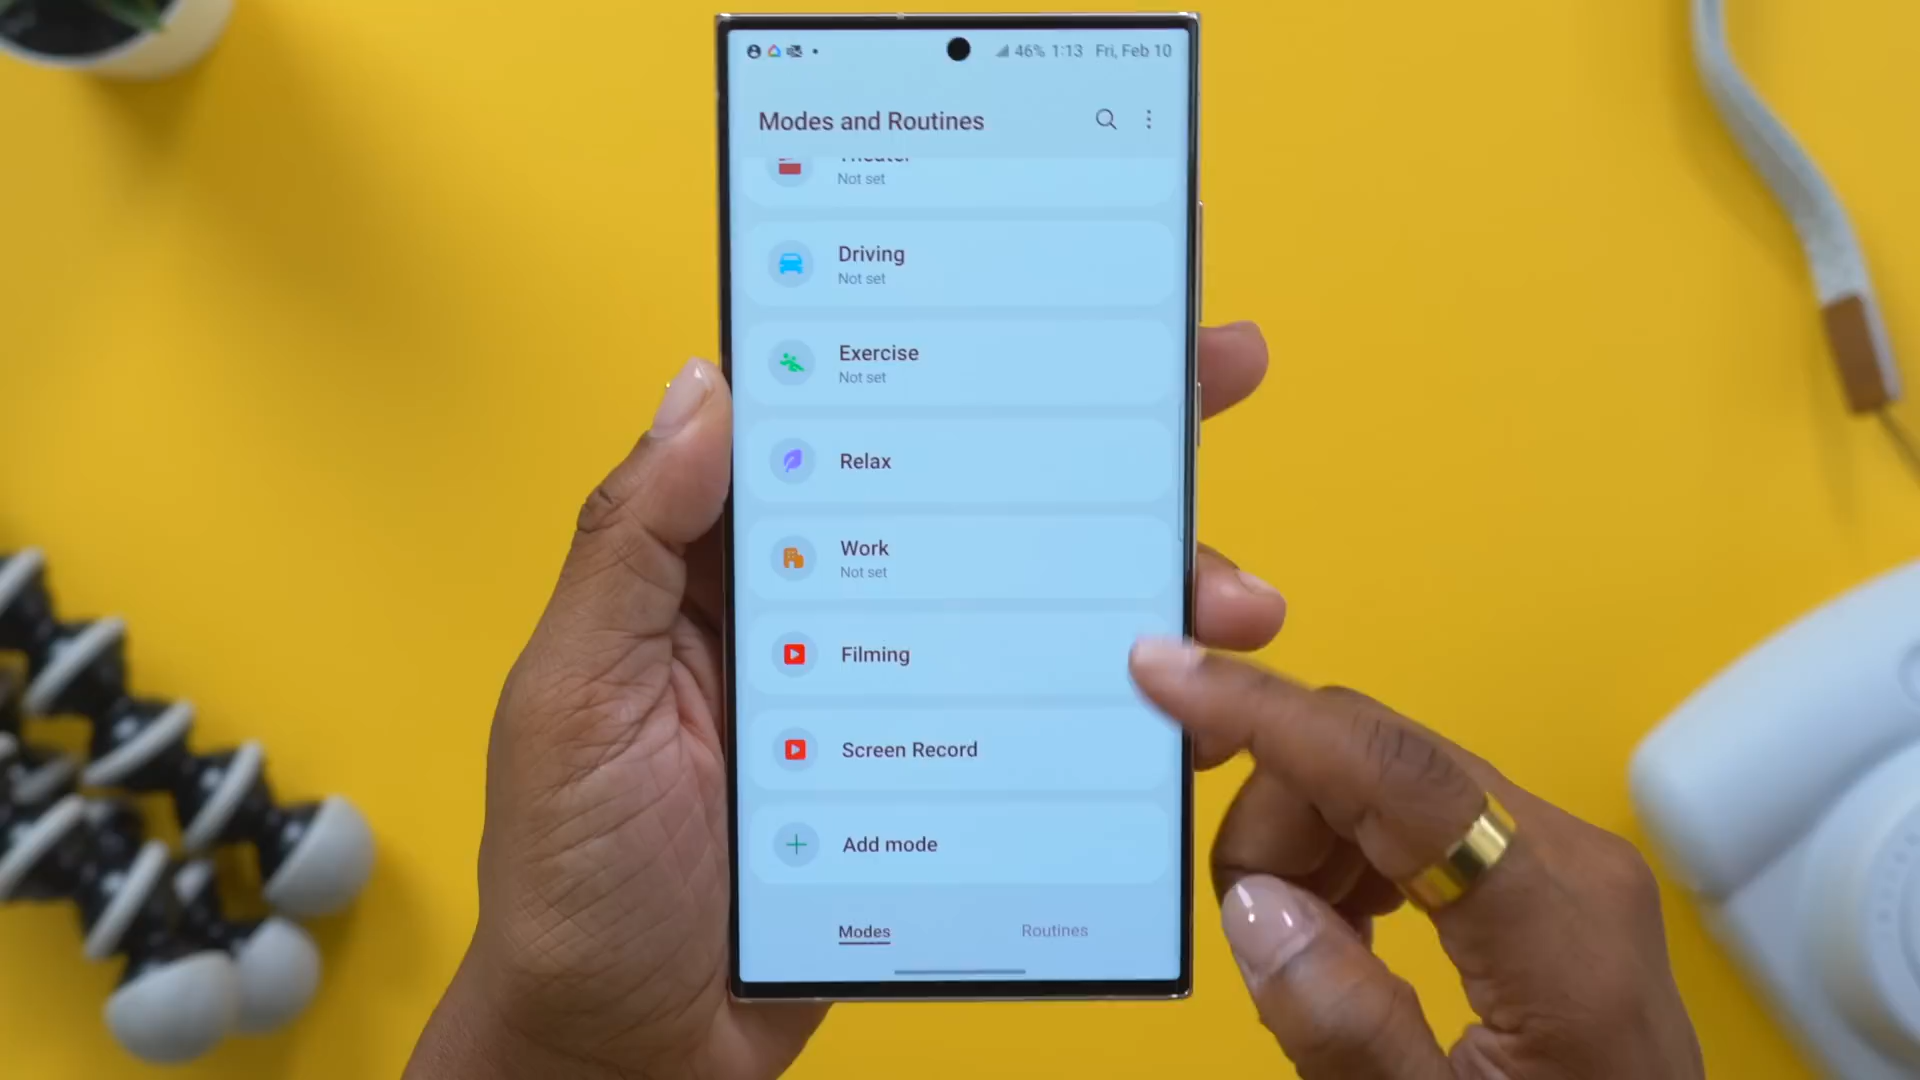 46% 1:13 Fri, Feb 10
Modes and Routines
Theater
Not set
Driving
Not set
Exercise
Not set
Relax
Work
Not set
Filming
Screen Record
Add mode
Modes
Routines